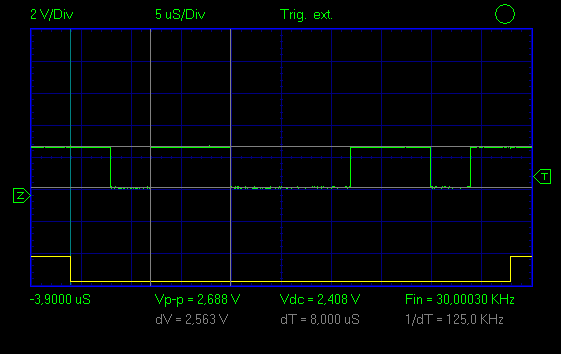 2 V/Div 5 uS/Div Trig. ext.
T
Z
-3,9000 uS Vp-p = 2,688 V Vdc = 2,408 V Fin = 30,00030 KHz
dV = 2,563 V dT = 8,000 uS 1/dT = 125,0 KHz